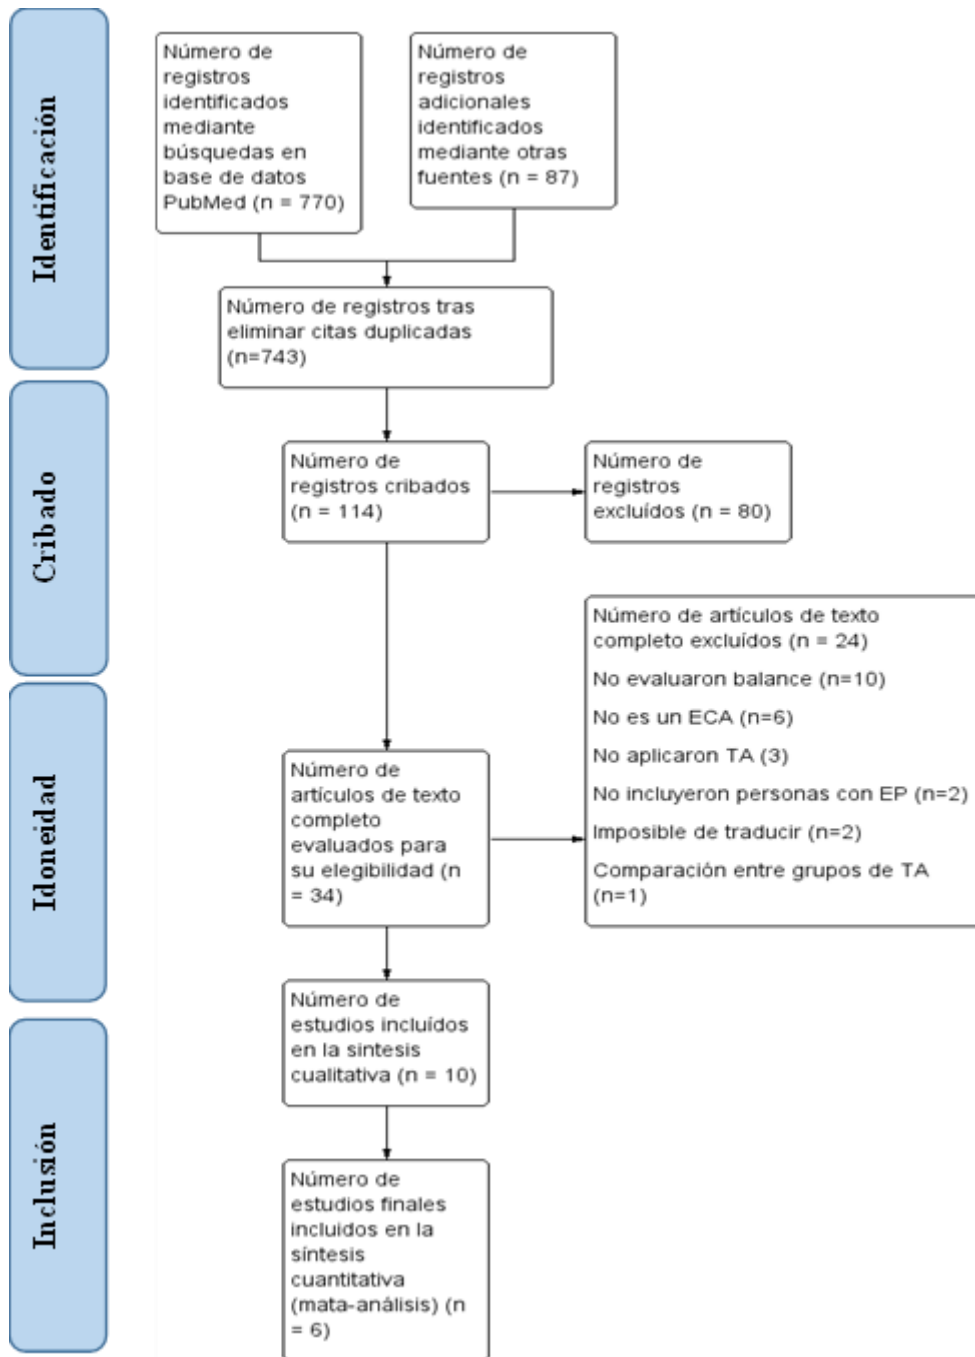 Identificación
Número de
registros
identificados
mediante
búsquedas en
base de datos
PubMed (n = 770)
Número de
registros
adicionales
identificados
mediante otras
fuentes (n = 87)
Número de registros tras
eliminar citas duplicadas
(n=743)
Cribado
Número de
registros cribados
(n = 114)
Número de
registros
excluídos (n = 80)
Idoneidad
Número de
artículos de texto
completo
evaluados para
su elegibilidad (n
= 34)
Número de artículos de texto
completo excluídos (n = 24)
No evaluaron balance (n=10)
No es un ECA (n=6)
No aplicaron TA (3)
No incluyeron personas con EP (n=2)
Imposible de traducir (n=2)
Comparación entre grupos de TA
(n=1)
Inclusión
Número de
estudios incluídos
en la sintesis
cualitativa (n = 10)
Número de
estudios finales
incluidos en la
síntesis
cuantitativa
(mata-análisis) (n
= 6)